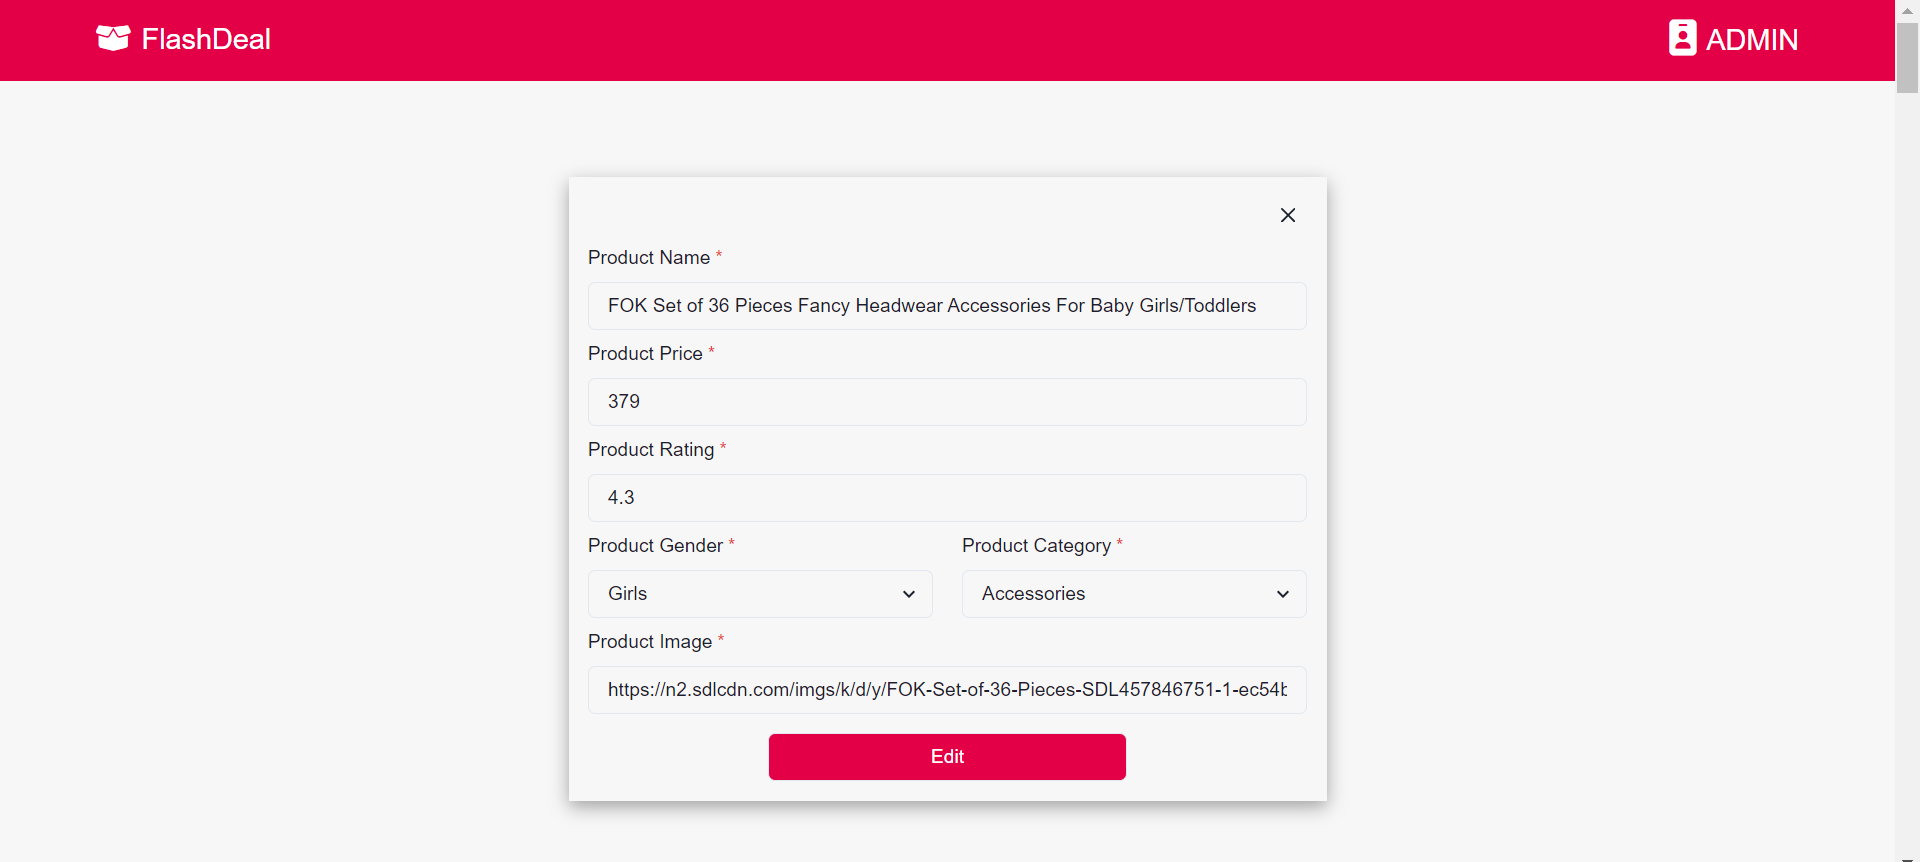 FlashDeal
ADMIN
Product Name *
FOK Set of 36 Pieces Fancy Headwear Accessories For Baby Girls/Toddlers
Product Price *
379
Product Rating *
4.3
Product Gender * Product Category *
Girls Accessories
Product Image *
https://n2.sdlcdn.com/imgs/k/d/y/FOK-Set-of-36-Pieces-SDL457846751-1-ec54b
Edit